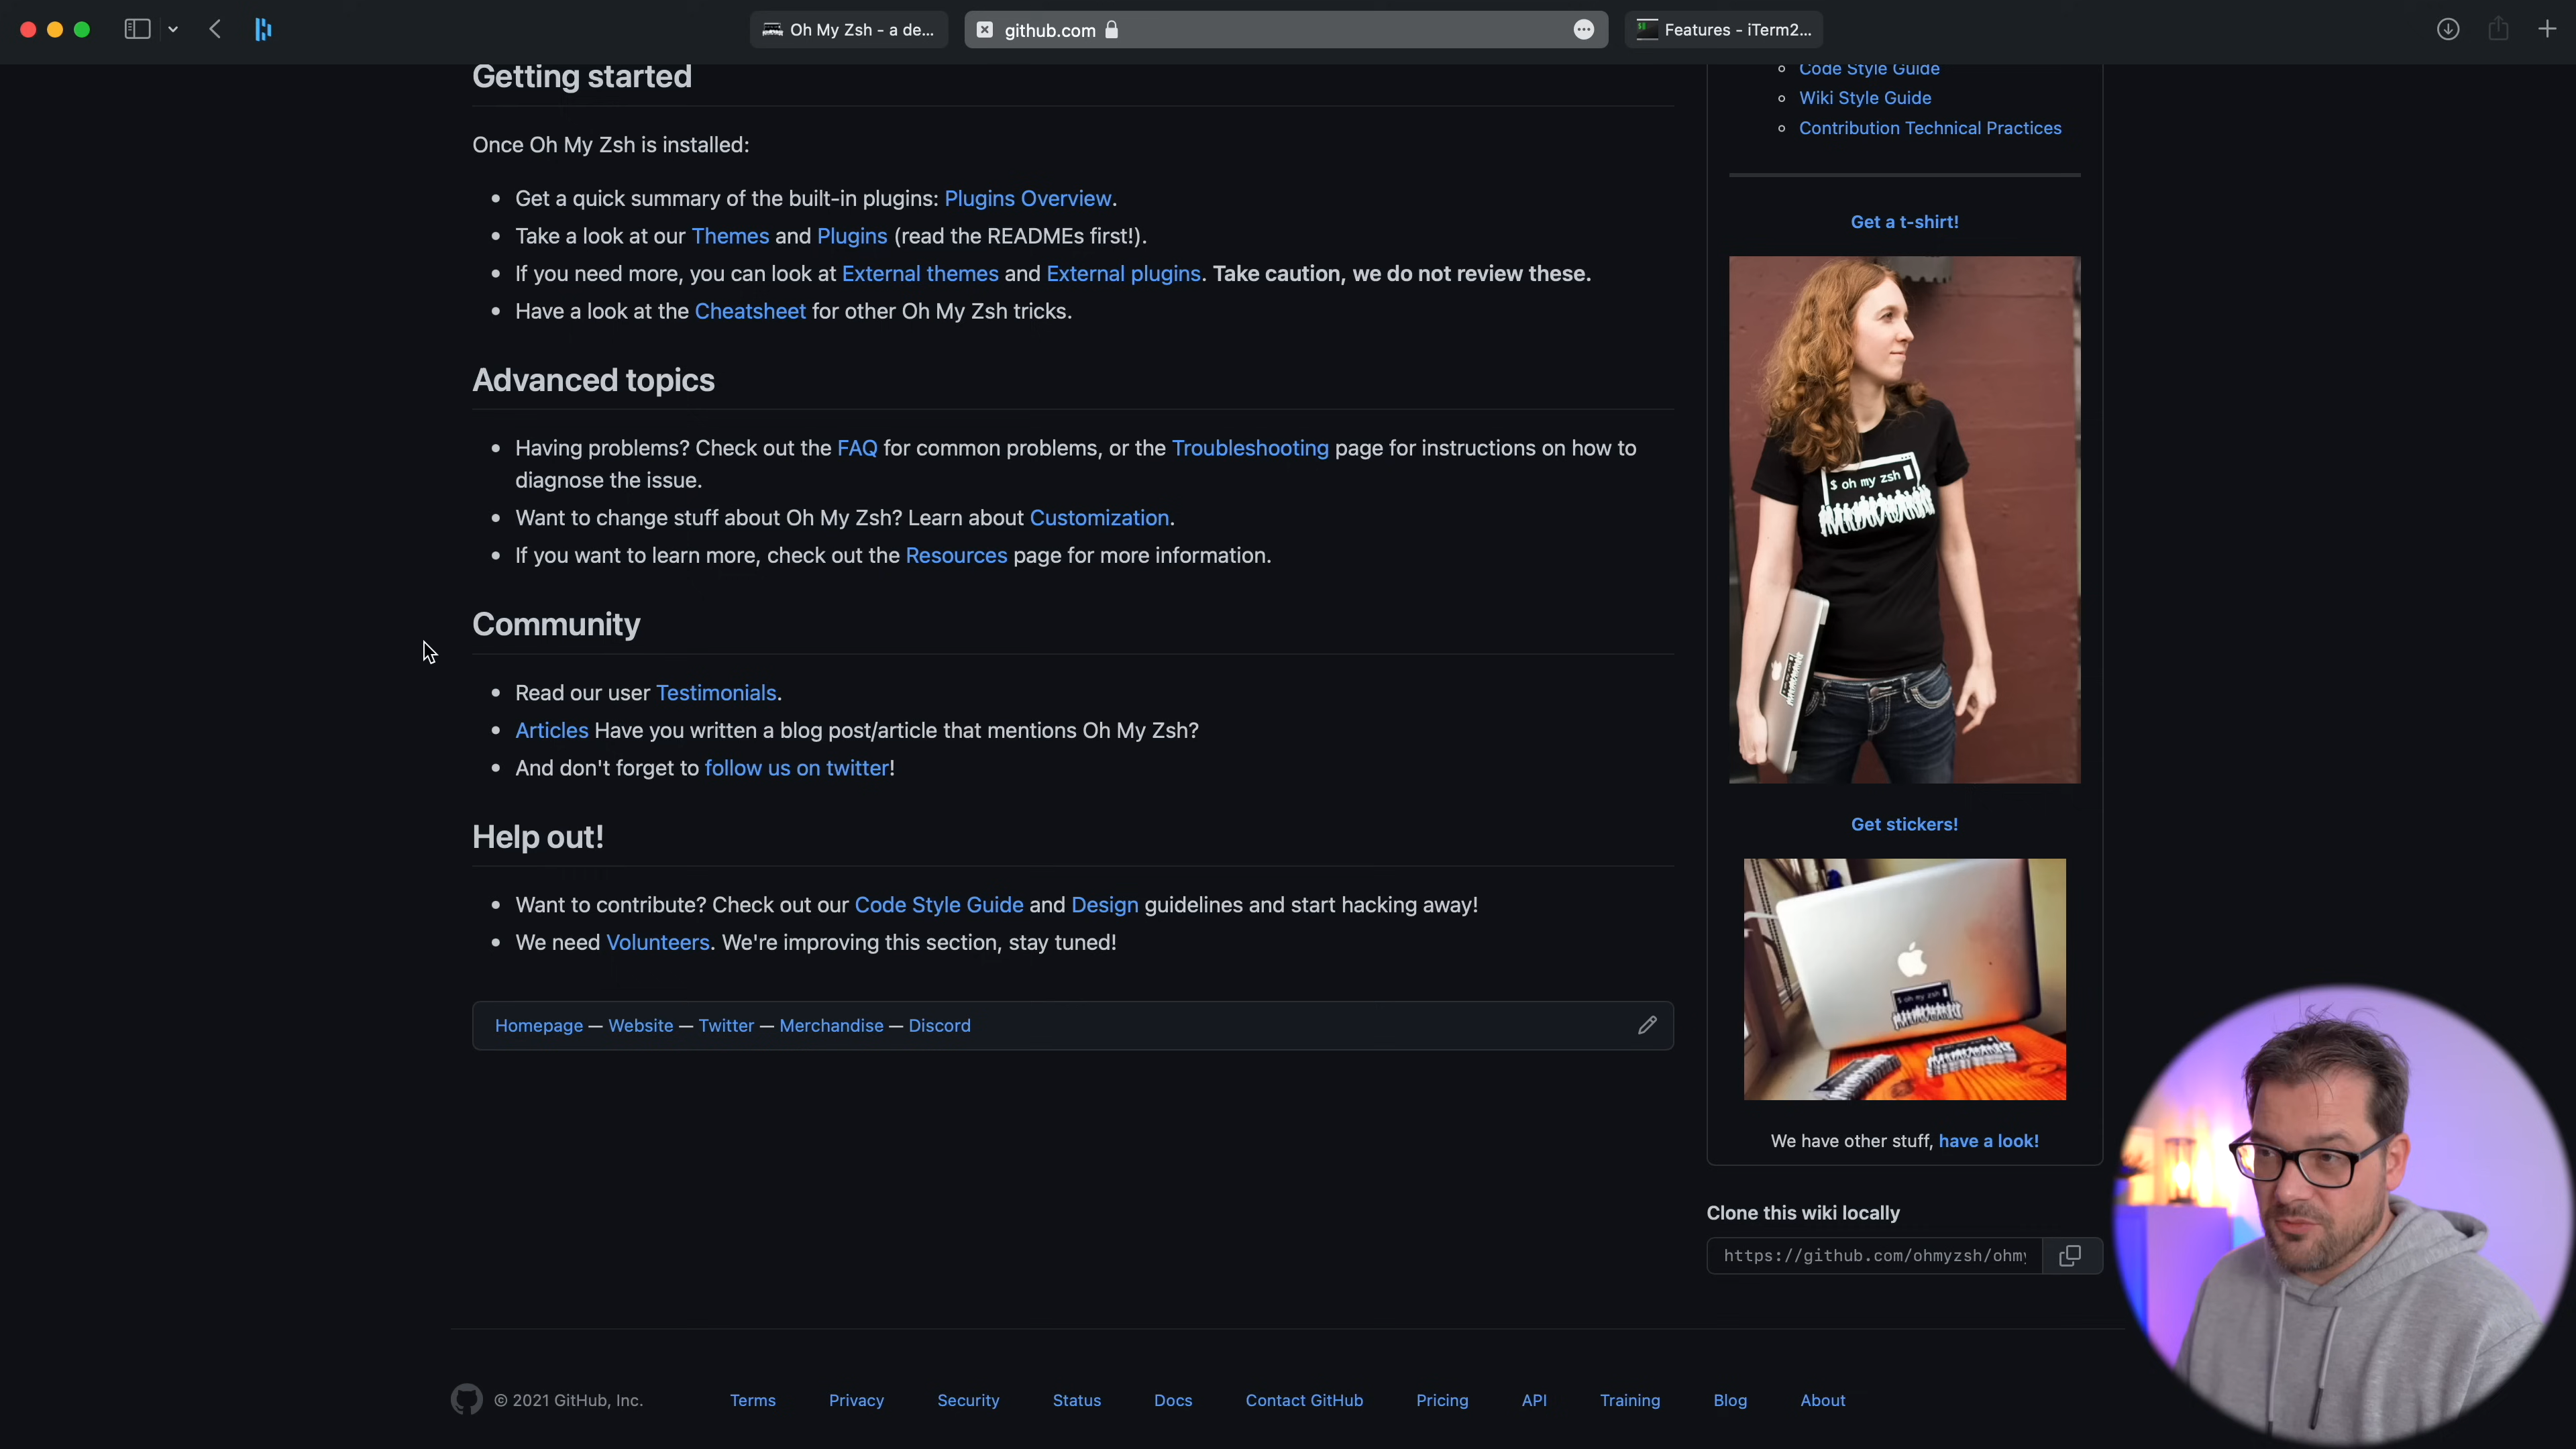 Oh My Zsh - a de...
github.com
Features - iTerm2...
Getting started
Once Oh My Zsh is installed:
Get a quick summary of the built-in plugins: Plugins Overview.
Take a look at our Themes and Plugins (read the READMEs first!).
If you need more, you can look at External themes and External plugins. Take caution, we do not review these.
Have a look at the Cheatsheet for other Oh My Zsh tricks.
Advanced topics
Having problems? Check out the FAQ for common problems, or the Troubleshooting page for instructions on how to
diagnose the issue.
Want to change stuff about Oh My Zsh? Learn about Customization.
If you want to learn more, check out the Resources page for more information.
Community
Read our user Testimonials.
Articles Have you written a blog post/article that mentions Oh My Zsh?
And don't forget to follow us on twitter!
Help out!
Want to contribute? Check out our Code Style Guide and Design guidelines and start hacking away!
We need Volunteers. We're improving this section, stay tuned!
Homepage — Website — Twitter — Merchandise — Discord
Code Style Guide
Wiki Style Guide
Contribution Technical Practices
Get a t-shirt!
$ oh my zsh
Get stickers!
$ oh my zsh
We have other stuff, have a look!
Clone this wiki locally
https://github.com/ohmyzsh/ohmy
© 2021 GitHub, Inc.
Terms
Privacy
Security
Status
Docs
Contact GitHub
Pricing
API
Training
Blog
About